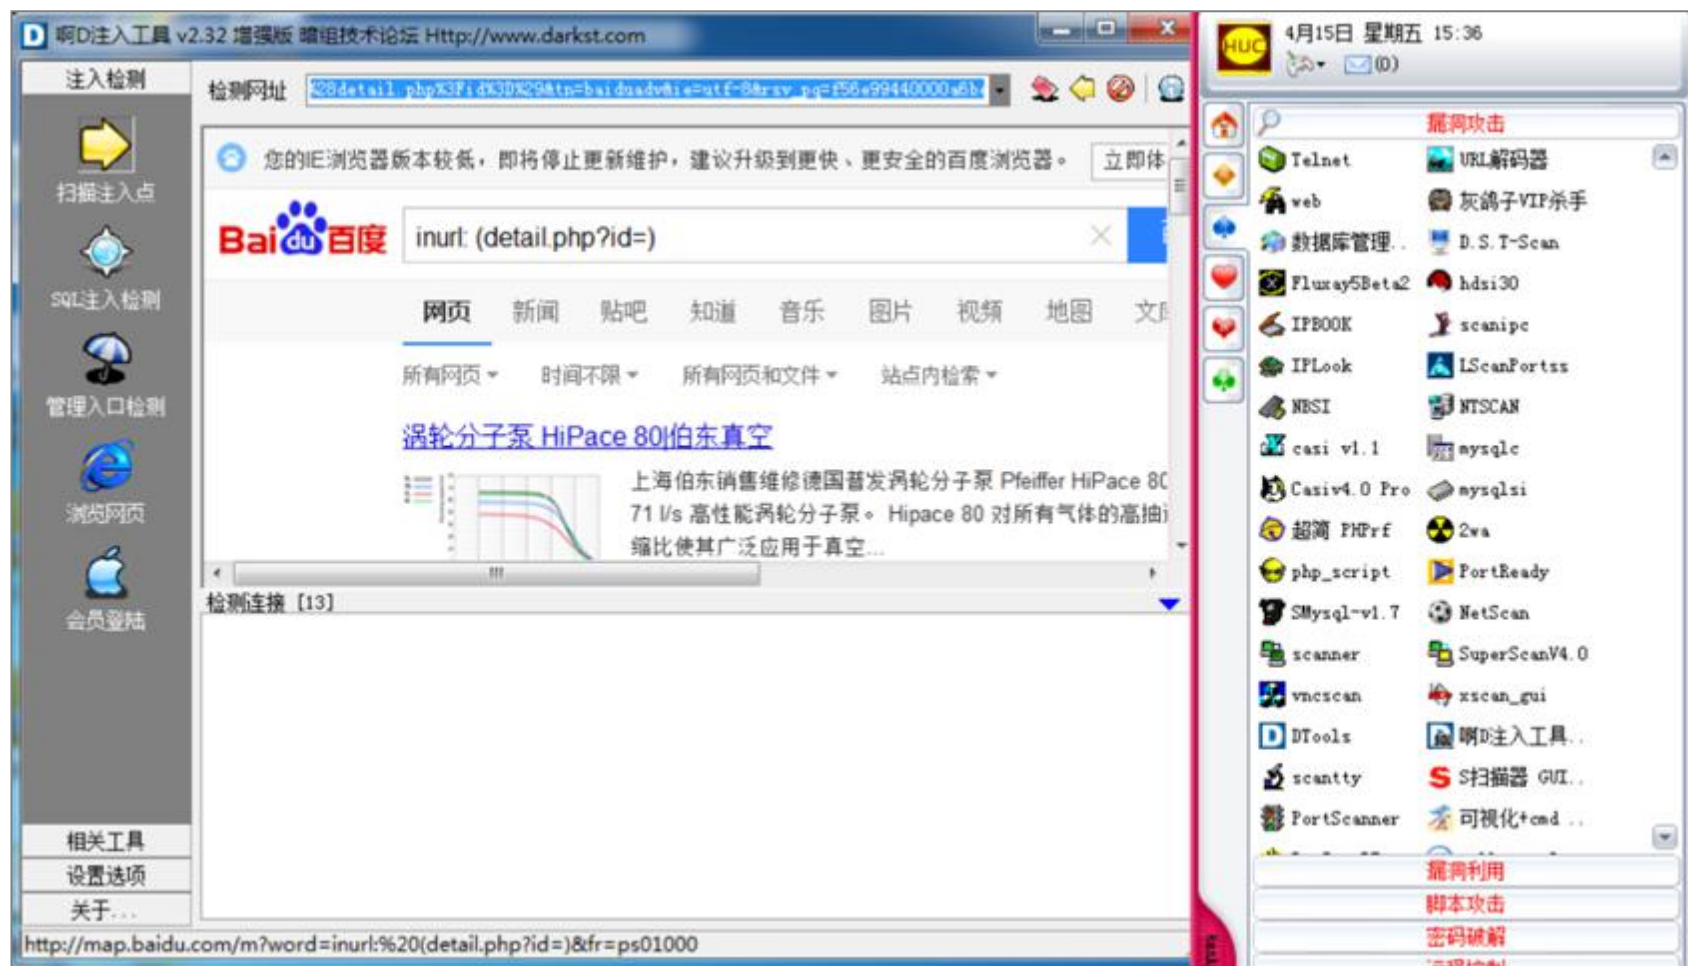 啊D注入工具 v2.32 增强版 暗组技术论坛 Http://www.darkst.com
注入检测
扫描注入点
SQL注入检测
管理入口检测
浏览网页
会员登陆
相关工具
设置选项
关于...
检测网址
%28detail.php%3Fid%3D%29&tn=baiduadv&ie=utf-8&rsv_pq=f56e99440000a6b
您的IE浏览器版本较低，即将停止更新维护，建议升级到更快、更安全的百度浏览器。 立即体
Bai du 百度
inurl: (detail.php?id=)
网页 新闻 贴吧 知道 音乐 图片 视频 地图 文
所有网页 时间不限 所有网页和文件 站点内检索
涡轮分子泵 HiPace 80|伯东真空
上海伯东销售维修德国普发涡轮分子泵 Pfeiffer HiPace 80
71 l/s 高性能涡轮分子泵。 Hipace 80 对所有气体的高抽
缩比使其广泛应用于真空...
检测连接 [13]
http://map.baidu.com/m?word=inurl:%20(detail.php?id=)&fr=ps01000
HUC
4月15日 星期五 15:36
(0)
漏洞攻击
Telnet URL解码器
web 灰鸽子VIP杀手
数据库管理.. D.S.T-Scan
Fluxay5Beta2 hdsi30
IPBOOK scanipc
IPLook LScanPortss
NBSI NTSCAN
casi v1.1 mysqlc
Casiv4.0 Pro mysqlsi
超简 PHPrf 2wa
php_script PortReady
SMysql-v1.7 NetScan
scanner SuperScanV4.0
vncscan xscan_gui
DTools 啊D注入工具..
scantty S扫描器 GUI..
PortScanner 可视化+cmd ..
漏洞利用
脚本攻击
密码破解